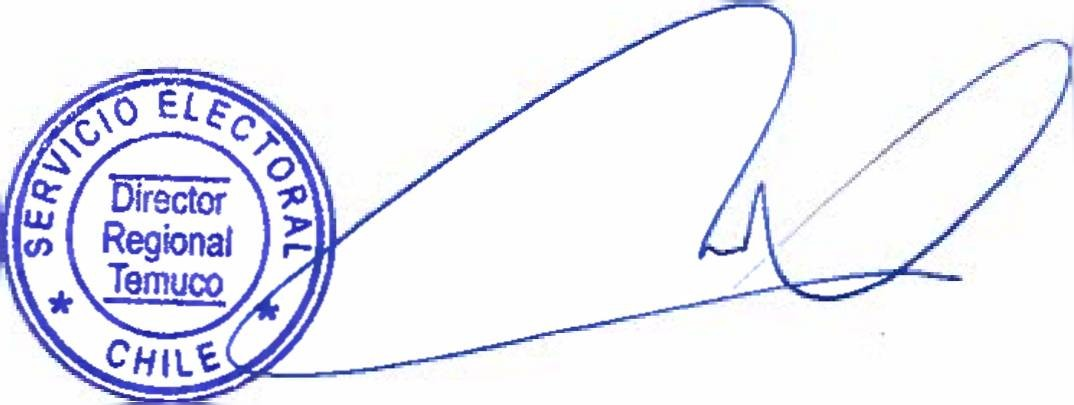 SERVICIO ELECTORAL
Director
Regional
Temuco
* CHILE *